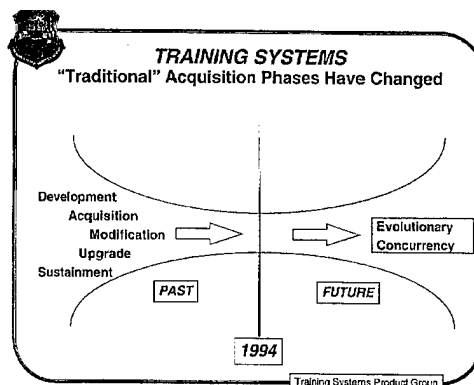 TRAINING SYSTEMS
"Traditional" Acquisition Phases Have Changed
Development
Acquisition
Modification
Upgrade
Sustainment
Evolutionary
Concurrency
PAST
FUTURE
1994
Training Systems Product Group